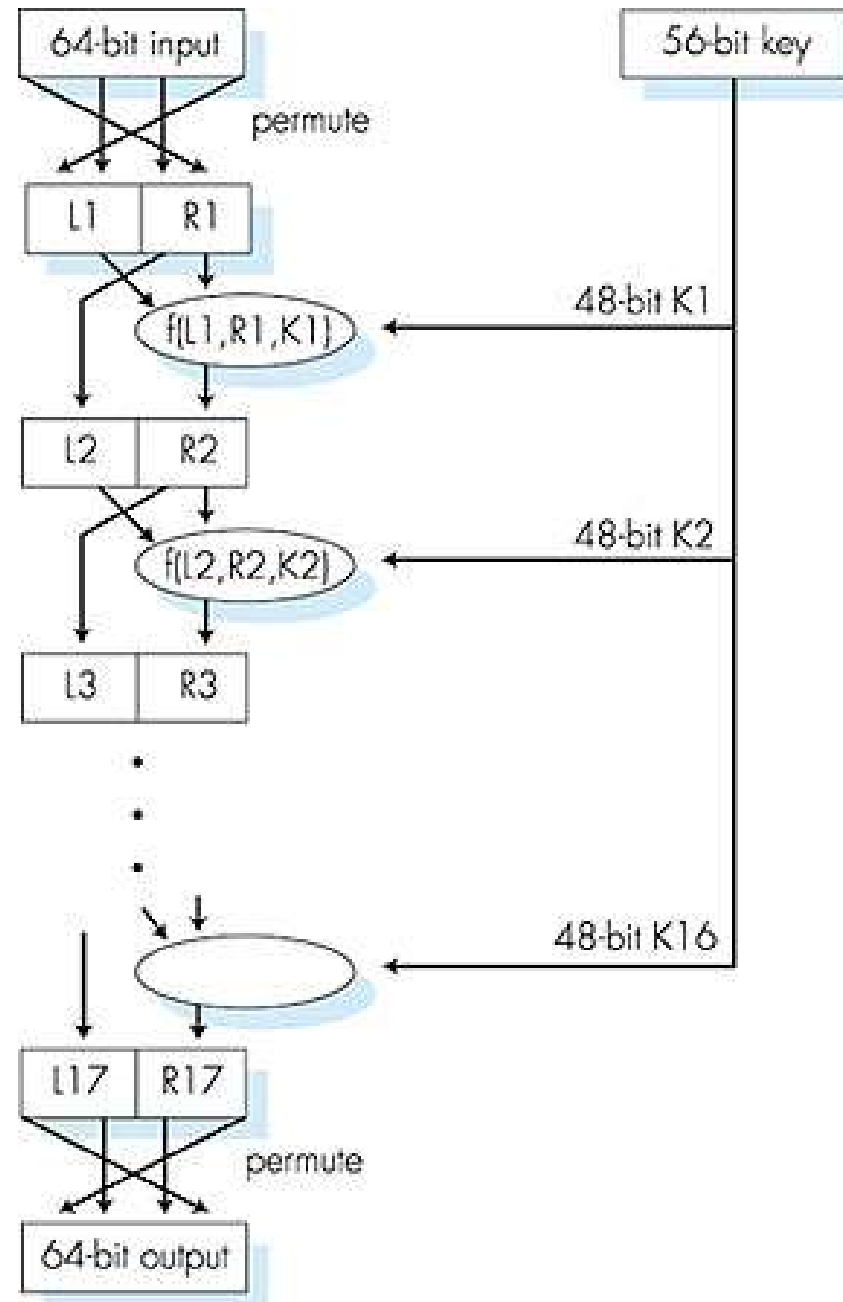 64-bit input
56-bit key
permute
L1
R1
48-bit K1
f(L1,R1,K1)
L2
R2
48-bit K2
f(L2,R2,K2)
L3
R3
48-bit K16
L17
R17
permute
64-bit output